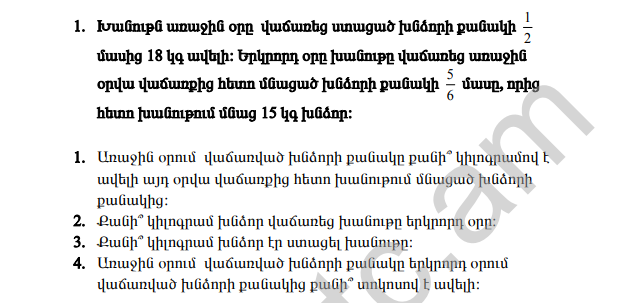 1. Խանութն առաջին օրը վաճառեց ստացած խնձորի քանակի 1/2
մասից 18 կգ ավելի: Երկրորդ օրը խանութը վաճառեց առաջին
օրվա վաճառքից հետո մնացած խնձորի քանակի 5/6 մասը, որից
հետո խանութում մնաց 15 կգ խնձոր:
1. Առաջին օրում վաճառված խնձորի քանակը քանի՞ կիլոգրամով է
ավելի այդ օրվա վաճառքից հետո խանութում մնացած խնձորի
քանակից:
2. Քանի՞ կիլոգրամ խնձոր վաճառեց խանութը երկրորդ օրը:
3. Քանի՞ կիլոգրամ խնձոր էր ստացել խանութը:
4. Առաջին օրում վաճառված խնձորի քանակը երկրորդ օրում
վաճառված խնձորի քանակից քանի՞ տոկոսով է ավելի:
tc.am